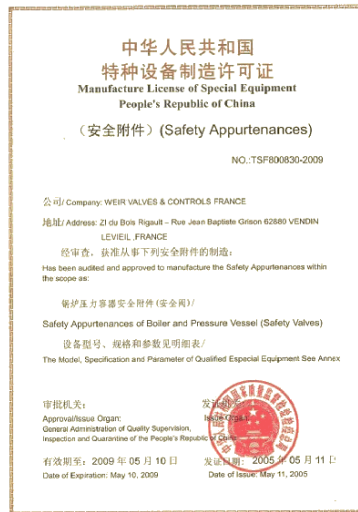 中华人民共和国
特种设备制造许可证
Manufacture License of Special Equipment
People's Republic of China
（安全附件）(Safety Appurtenances)
NO.:TSF800830-2009
公司/ Company: WEIR VALVES & CONTROLS FRANCE
地址/ Address: ZI du Bois Rigault – Rue Jean Baptiste Grison 62880 VENDIN
LEVIEIL ,FRANCE
经审查，获准从事下列安全附件的制造：
Has been audited and approved to manufacture the Safety Appurtenances within
the scope as:
锅炉压力容器安全附件（安全阀）/
Safety Appurtenances of Boiler and Pressure Vessel (Safety Valves)
设备型号、规格和参数见明细表/
The Model, Specification and Parameter of Qualified Especial Equipment See Annex
审批机关： 发证机关：
Approval/Issue Organ: Issue Organ:
General Administration of Quality Supervision,
Inspection and Quarantine of the People's Republic of China
有效期至：2009 年 05 月 10 日 发证日期：2005 年 05 月 11 日
Date of Expiration: May 10, 2009 Date of Issue: May 11, 2005